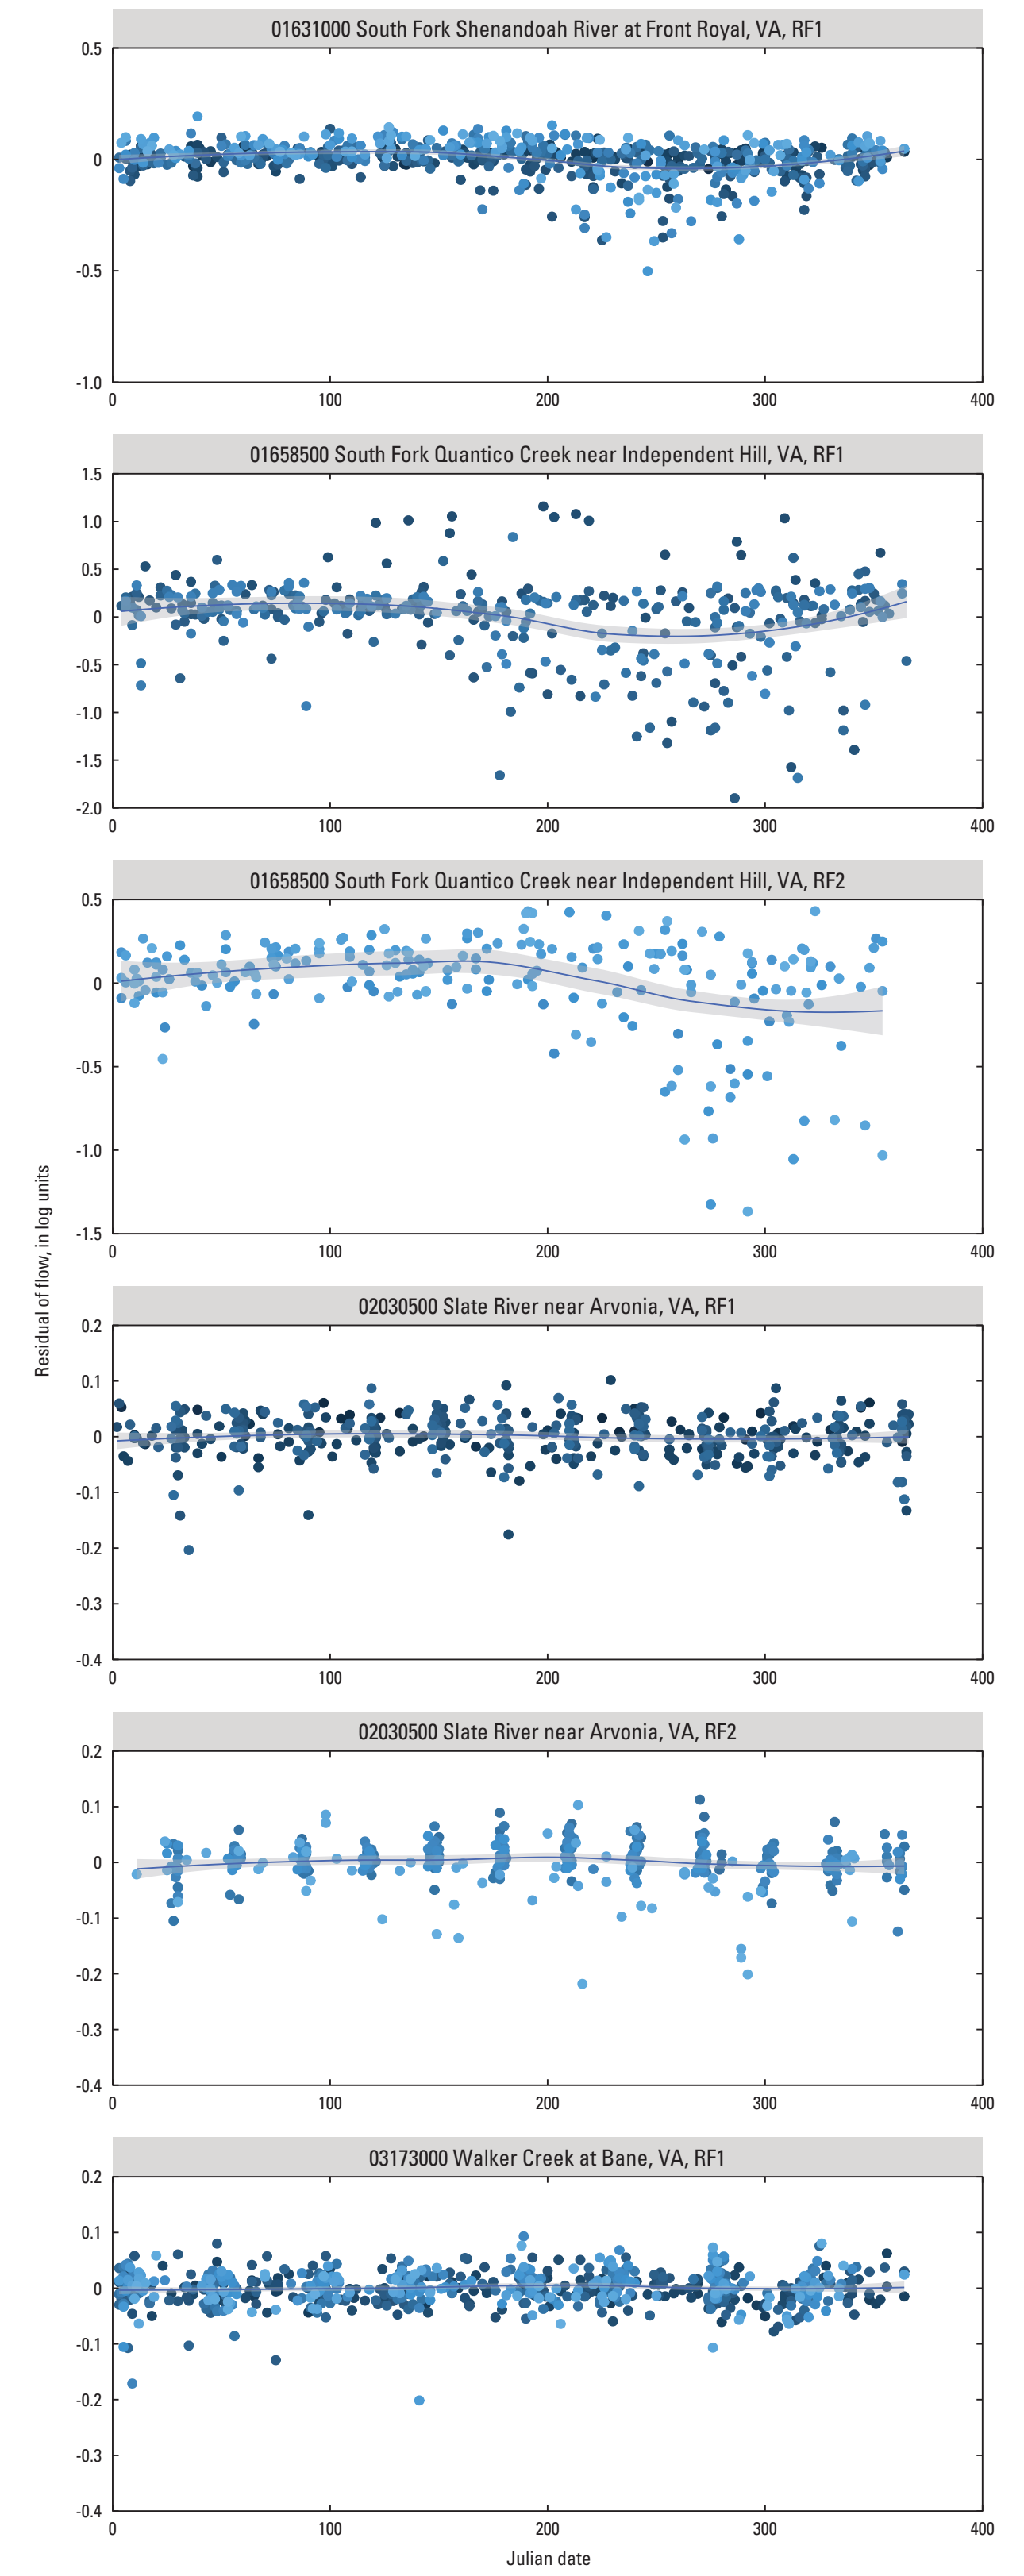 01631000 South Fork Shenandoah River at Front Royal, VA, RF1
0.5
0
-0.5
-1.0
0 100 200 300 400
01658500 South Fork Quantico Creek near Independent Hill, VA, RF1
1.5
1.0
0.5
0
-0.5
-1.0
-1.5
-2.0
0 100 200 300 400
01658500 South Fork Quantico Creek near Independent Hill, VA, RF2
0.5
0
-0.5
-1.0
-1.5
0 100 200 300 400
Residual of flow, in log units
02030500 Slate River near Arvonia, VA, RF1
0.2
0.1
0
-0.1
-0.2
-0.3
-0.4
0 100 200 300 400
02030500 Slate River near Arvonia, VA, RF2
0.2
0.1
0
-0.1
-0.2
-0.3
-0.4
0 100 200 300 400
03173000 Walker Creek at Bane, VA, RF1
0.2
0.1
0
-0.1
-0.2
-0.3
-0.4
0 100 200 300 400
Julian date